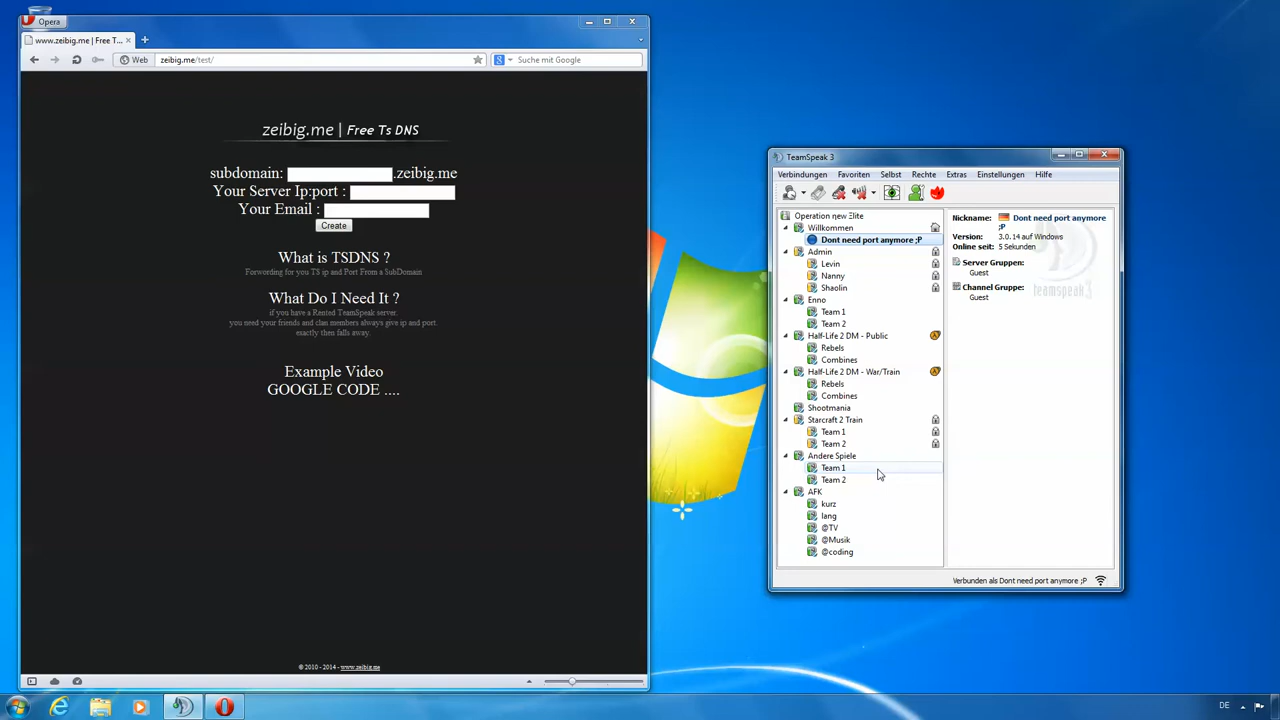 Opera
www.zeibig.me | Free T...
Web
zeibig.me/test/
Suche mit Google
zeibig.me | Free Ts DNS
subdomain: .zeibig.me
Your Server Ip:port :
Your Email :
Create
What is TSDNS ?
Forwording for you TS ip and Port From a SubDomain
What Do I Need It ?
if you have a Rented TeamSpeak server.
you need your friends and clan members always give ip and port.
exactly then falls away.
Example Video
GOOGLE CODE ....
© 2010 - 2014 - www.zeibig.me
TeamSpeak 3
Verbindungen Favoriten Selbst Rechte Extras Einstellungen Hilfe
Operation new Elite
Willkommen
Dont need port anymore ;P
Admin
Levin
Nanny
Shaolin
Enno
Team 1
Team 2
Half-Life 2 DM - Public
Rebels
Combines
Half-Life 2 DM - War/Train
Rebels
Combines
Shootmania
Starcraft 2 Train
Team 1
Team 2
Andere Spiele
Team 1
Team 2
AFK
kurz
lang
@TV
@Musik
@coding
Nickname: Dont need port anymore
;P
Version: 3.0.14 auf Windows
Online seit: 5 Sekunden
Server Gruppen:
Guest
Channel Gruppe:
Guest
teamspeak3
Verbunden als Dont need port anymore ;P
DE